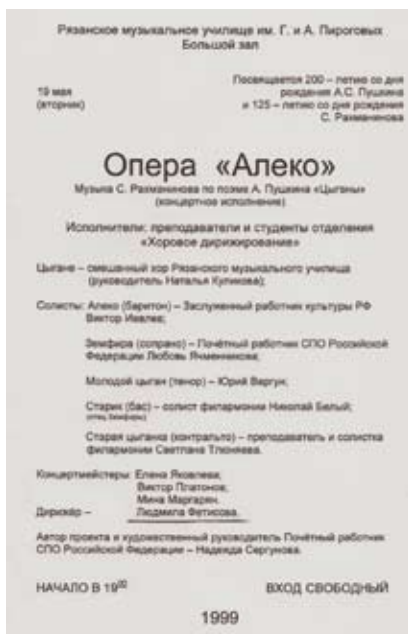 Рязанское музыкальное училище им. Г. и А. Пироговых
Большой зал
19 мая
(вторник)
Посвящается 200 – летию со дня
рождения А.С. Пушкина
и 125 – летию со дня рождения
С. Рахманинова
Опера «Алеко»
Музыка С. Рахманинова по поэме А. Пушкина «Цыганы»
(концертное исполнение)
Исполнители: преподаватели и студенты отделения
«Хоровое дирижирование»
Цыгане – смешанный хор Рязанского музыкального училища
(руководитель Наталья Куликова);
Солисты: Алеко (баритон) – Заслуженный работник культуры РФ
Виктор Ивлев;
Земфира (сопрано) – Почётный работник СПО Российской
Федерации Любовь Ячменникова;
Молодой цыган (тенор) – Юрий Вергун;
Старик (бас) – солист филармонии Николай Белый;
(отец Земфиры)
Старая цыганка (контральто) – преподаватель и солистка
филармонии Светлана
Концертмейстеры: Елена Яковлева;
Виктор Платонов;
Мина Маргарян.
Дирижёр – Людмила Фетисова.
Автор проекта и художественный руководитель Почётный работник
СПО Российской Федерации – Надежда Сергунова.
НАЧАЛО В 19⁰⁰ ВХОД СВОБОДНЫЙ
1999